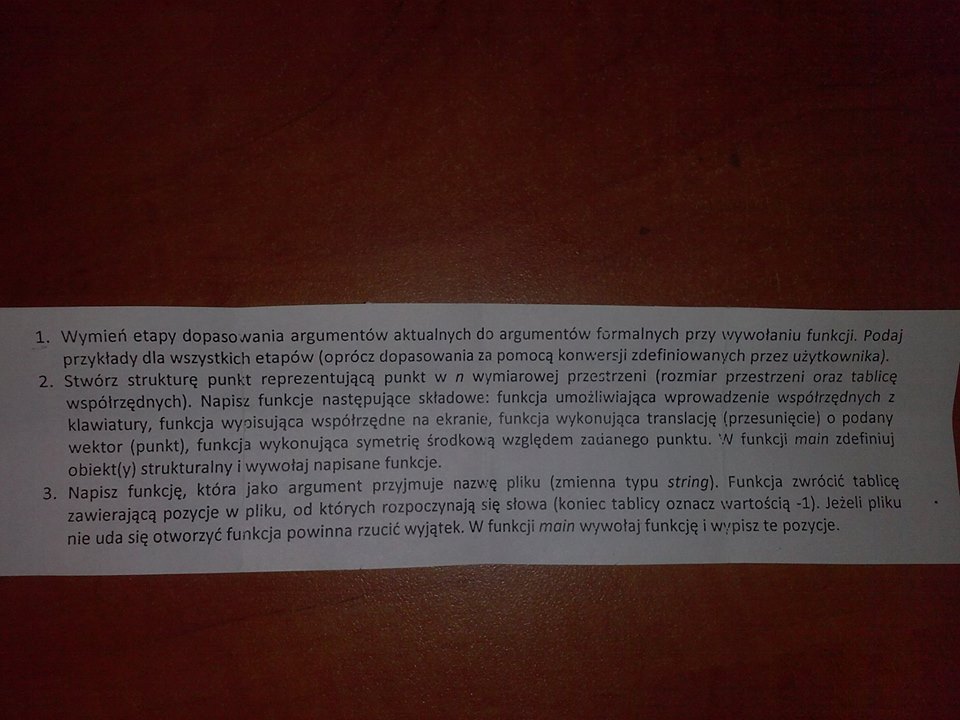 1. Wymień etapy dopasowania argumentów aktualnych do argumentów formalnych przy wywołaniu funkcji. Podaj
przykłady dla wszystkich etapów (oprócz dopasowania za pomocą konwersji zdefiniowanych przez użytkownika).
2. Stwórz strukturę punkt reprezentującą punkt w n wymiarowej przestrzeni (rozmiar przestrzeni oraz tablicę
współrzędnych). Napisz funkcje następujące składowe: funkcja umożliwiająca wprowadzenie współrzędnych z
klawiatury, funkcja wypisująca współrzędne na ekranie, funkcja wykonująca translację (przesunięcie) o podany
wektor (punkt), funkcja wykonująca symetrię środkową względem zadanego punktu. W funkcji main zdefiniuj
obiekt(y) strukturalny i wywołaj napisane funkcje.
3. Napisz funkcję, która jako argument przyjmuje nazwę pliku (zmienna typu string). Funkcja zwrócić tablicę
zawierającą pozycje w pliku, od których rozpoczynają się słowa (koniec tablicy oznacz wartością -1). Jeżeli pliku
nie uda się otworzyć funkcja powinna rzucić wyjątek. W funkcji main wywołaj funkcję i wypisz te pozycje.